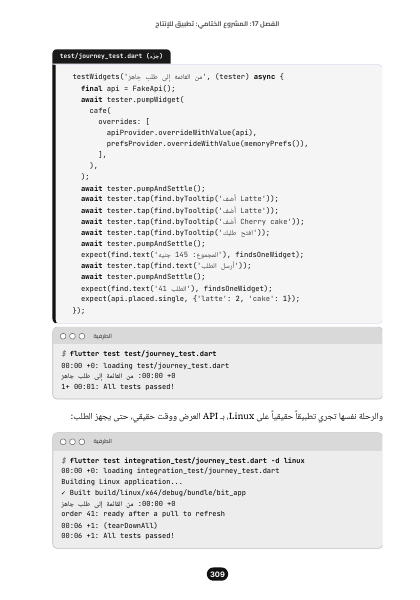 الفصل 17: المشروع الختامي: تطبيق للإنتاج
test/journey_test.dart (جزء)
testWidgets('من القائمة إلى طلب جاهز', (tester) async {
final api = FakeApi();
await tester.pumpWidget(
cafe(
overrides: [
apiProvider.overrideWithValue(api),
prefsProvider.overrideWithValue(memoryPrefs()),
],
),
);
await tester.pumpAndSettle();
await tester.tap(find.byTooltip('أضف Latte'));
await tester.tap(find.byTooltip('أضف Latte'));
await tester.tap(find.byTooltip('أضف Cherry cake'));
await tester.pumpAndSettle();
await tester.tap(find.byTooltip('افتح طلبك'));
await tester.pumpAndSettle();
expect(find.text('المجموع: 145 جنيه'), findsOneWidget);
await tester.tap(find.text('أرسل الطلب'));
await tester.pumpAndSettle();
expect(find.text('الطلب 41'), findsOneWidget);
expect(api.placed.single, {'latte': 2, 'cake': 1});
});
الطرفية
$ flutter test test/journey_test.dart
00:00 +0: loading test/journey_test.dart
00:00 +0: من القائمة إلى طلب جاهز
00:01 +1: All tests passed!
والرحلة نفسها تجري تطبيقاً حقيقياً على Linux، بـ API العرض ووقت حقيقي، حتى يجهز الطلب:
الطرفية
$ flutter test integration_test/journey_test.dart -d linux
00:00 +0: loading integration_test/journey_test.dart
Building Linux application...
✓ Built build/linux/x64/debug/bundle/bit_app
00:00 +0: من القائمة إلى طلب جاهز
order 41: ready after a pull to refresh
00:06 +1: (tearDownAll)
00:06 +1: All tests passed!
309